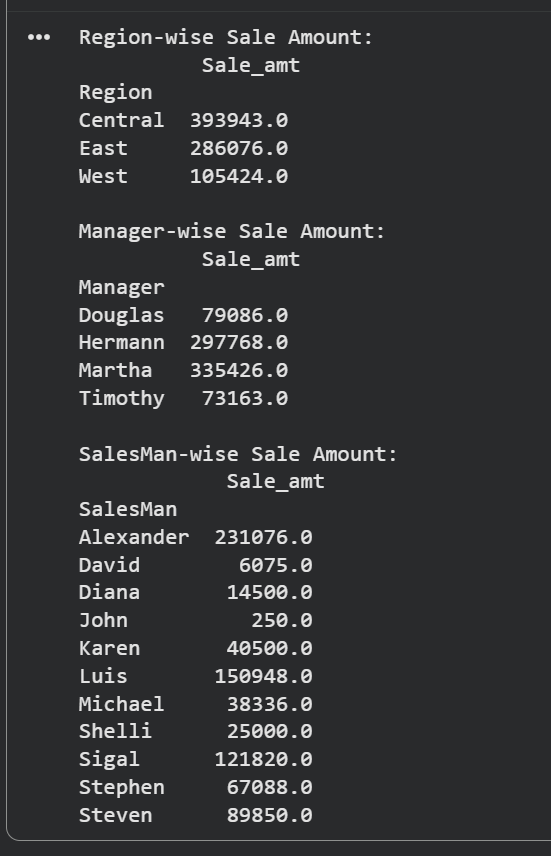 Region-wise Sale Amount:
Sale_amt
Region
Central 393943.0
East 286076.0
West 105424.0
Manager-wise Sale Amount:
Sale_amt
Manager
Douglas 79086.0
Hermann 297768.0
Martha 335426.0
Timothy 73163.0
SalesMan-wise Sale Amount:
Sale_amt
SalesMan
Alexander 231076.0
David 6075.0
Diana 14500.0
John 250.0
Karen 40500.0
Luis 150948.0
Michael 38336.0
Shelli 25000.0
Sigal 121820.0
Stephen 67088.0
Steven 89850.0